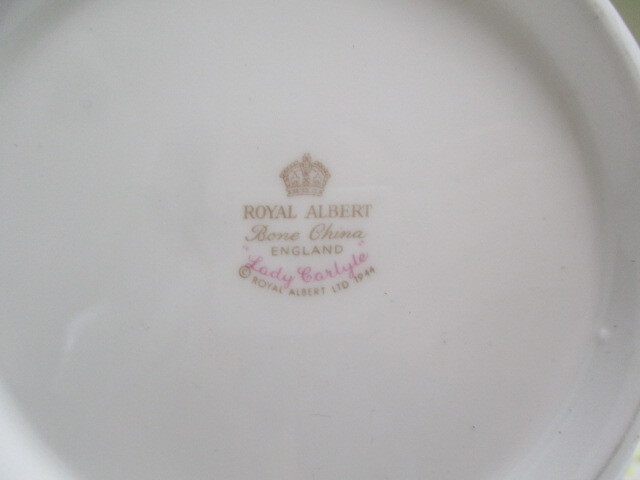 ROYAL ALBERT
Bone China
ENGLAND
"Lady Carlyle"
© ROYAL ALBERT LTD 1944